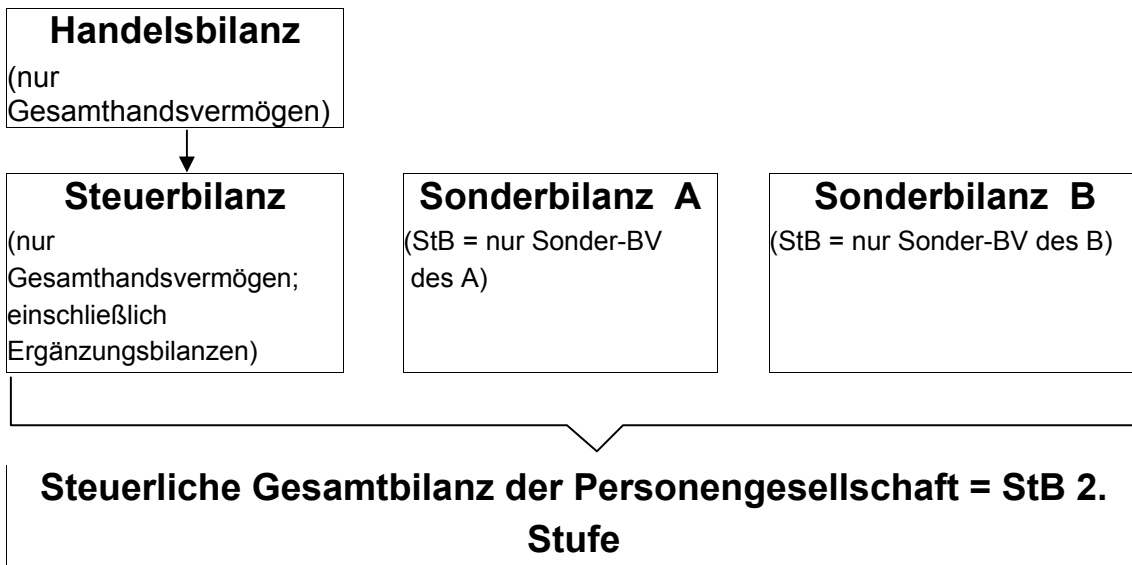 Handelsbilanz
(nur
Gesamthandsvermögen)
Steuerbilanz
(nur
Gesamthandsvermögen;
einschließlich
Ergänzungsbilanzen)
Sonderbilanz A
(StB = nur Sonder-BV
des A)
Sonderbilanz B
(StB = nur Sonder-BV des B)
Steuerliche Gesamtbilanz der Personengesellschaft = StB 2.
Stufe